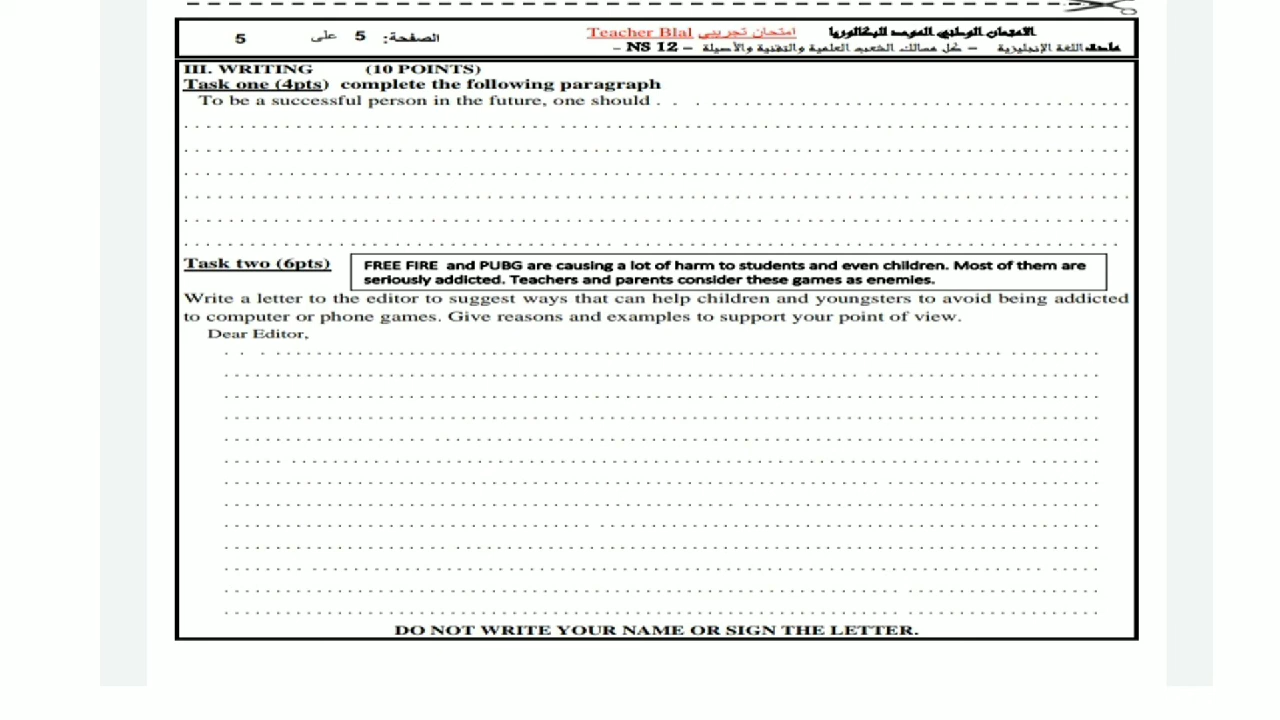 الامتحان الوطني الموحد للبكالوريا امتحان تجريبي Teacher Blal الصفحة: 5 على 5
مادة: اللغة الإنجليزية – كل مسالك الشعب العلمية والتقنية والأصيلة – NS 12 –
III. WRITING (10 POINTS)
Task one (4pts) complete the following paragraph
To be a successful person in the future, one should . . . . . . . . . . . . . . . .
Task two (6pts)
FREE FIRE and PUBG are causing a lot of harm to students and even children. Most of them are
seriously addicted. Teachers and parents consider these games as enemies.
Write a letter to the editor to suggest ways that can help children and youngsters to avoid being addicted
to computer or phone games. Give reasons and examples to support your point of view.
Dear Editor,
DO NOT WRITE YOUR NAME OR SIGN THE LETTER.